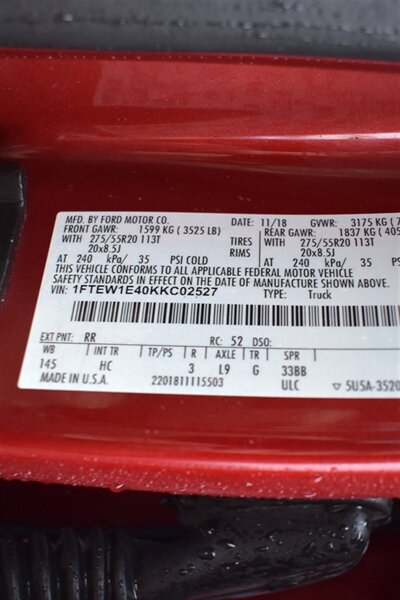 MFD. BY FORD MOTOR CO. DATE: 11/18 GVWR: 3175 KG
FRONT GAWR: 1599 KG (3525 LB) REAR GAWR: 1837 KG
WITH 275/55R20 113T TIRES WITH 275/55R20 113T
20x8.5J RIMS 20x8.5J
AT 240 kPa/ 35 PSI COLD AT 240 kPa/ 35
THIS VEHICLE CONFORMS TO ALL APPLICABLE FEDERAL MOTOR VEHICLE
SAFETY STANDARDS IN EFFECT ON THE DATE OF MANUFACTURE SHOWN
VIN: 1FTEW1E40KKC02527 TYPE: Truck
EXT PNT: RR RC: 52 DSO:
WB INT TR TP/PS R AXLE TR SPR
145 HC 3 L9 G 33BB
MADE IN U.S.A. 2201811115503 ULC 5U5A-3520